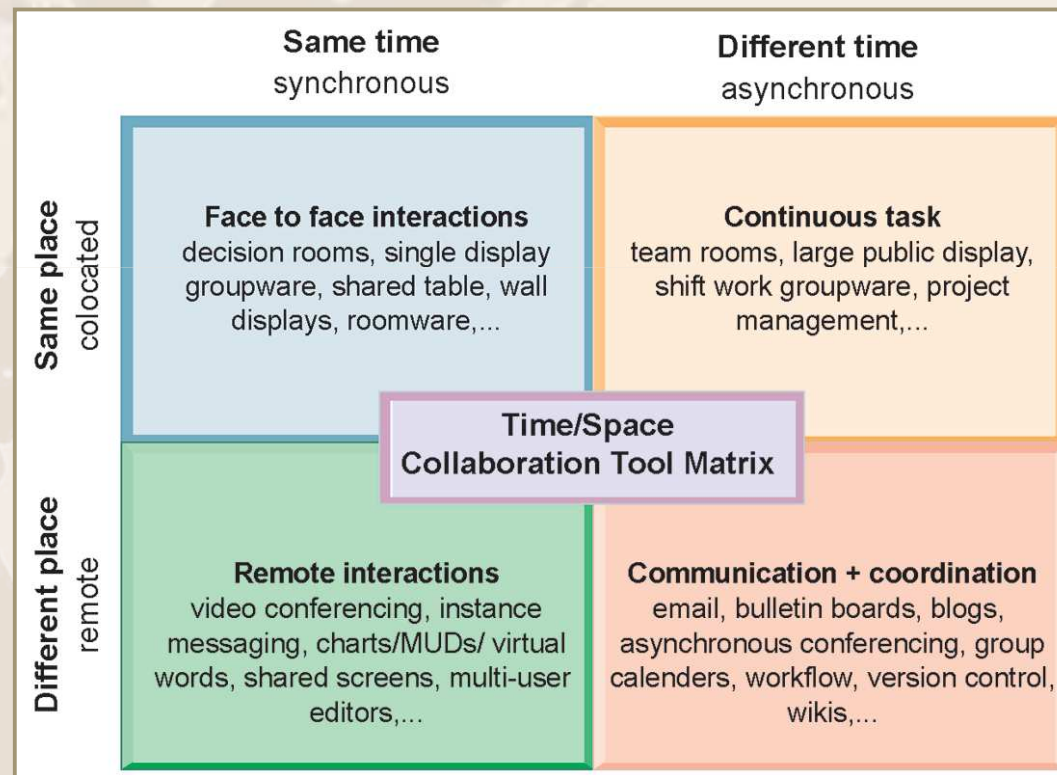 Same time
synchronous
Different time
asynchronous
Same place
colocated
Face to face interactions
decision rooms, single display
groupware, shared table, wall
displays, roomware,...
Continuous task
team rooms, large public display,
shift work groupware, project
management,...
Time/Space
Collaboration Tool Matrix
Different place
remote
Remote interactions
video conferencing, instance
messaging, charts/MUDs/ virtual
words, shared screens, multi-user
editors,...
Communication + coordination
email, bulletin boards, blogs,
asynchronous conferencing, group
calenders, workflow, version control,
wikis,...